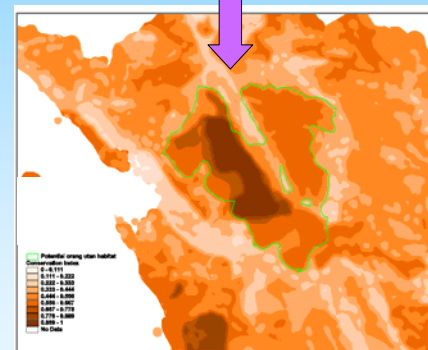 Potential orang utan habitat
Conservation Index
0 - 0.111
0.111 - 0.222
0.222 - 0.333
0.333 - 0.444
0.444 - 0.556
0.556 - 0.667
0.667 - 0.778
0.778 - 0.889
0.889 - 1
No Data